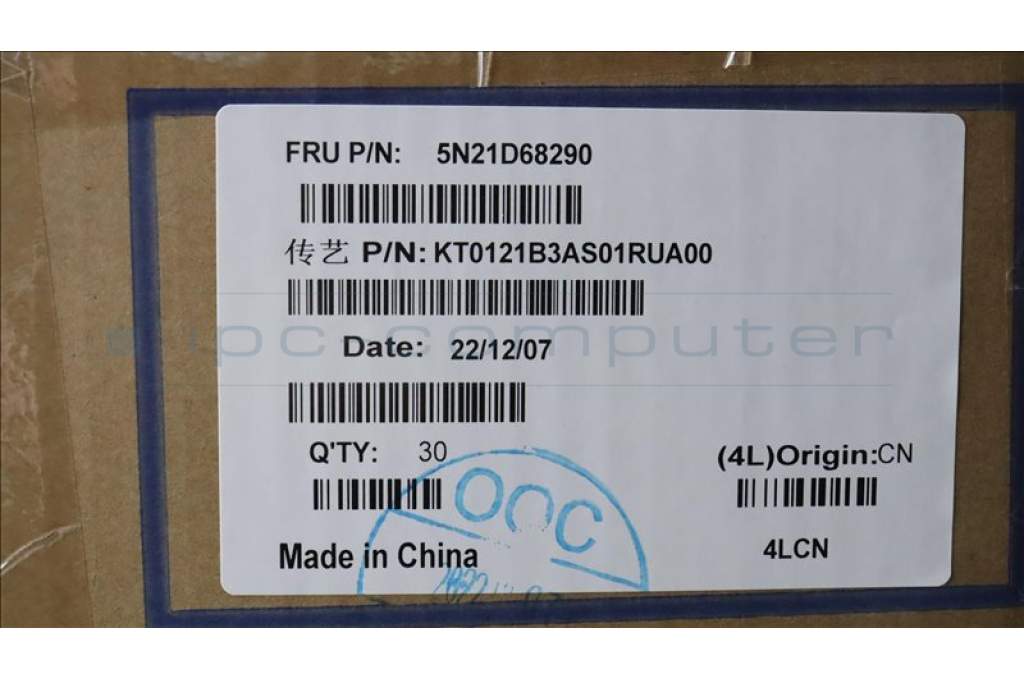 FRU P/N: 5N21D68290
传艺 P/N: KT0121B3AS01RUA00
ipc computer
Date: 22/12/07
Q'TY: 30
(4L)Origin:CN
OQC
Made in China
4LCN